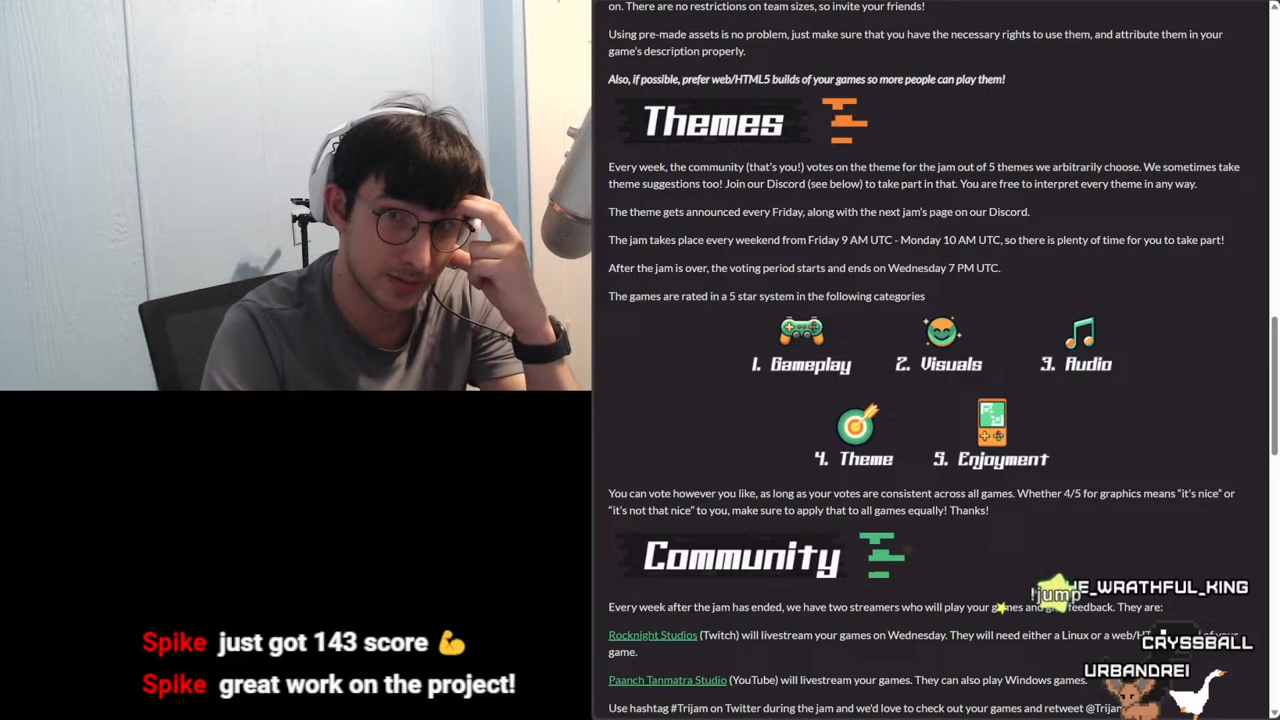 on. There are no restrictions on team sizes, so invite your friends!
Using pre-made assets is no problem, just make sure that you have the necessary rights to use them, and attribute them in your
game's description properly.
Also, if possible, prefer web/HTML5 builds of your games so more people can play them!
Themes
Every week, the community (that's you!) votes on the theme for the jam out of 5 themes we arbitrarily choose. We sometimes take
theme suggestions too! Join our Discord (see below) to take part in that. You are free to interpret every theme in any way.
The theme gets announced every Friday, along with the next jam's page on our Discord.
The jam takes place every weekend from Friday 9 AM UTC - Monday 10 AM UTC, so there is plenty of time for you to take part!
After the jam is over, the voting period starts and ends on Wednesday 7 PM UTC.
The games are rated in a 5 star system in the following categories
1. Gameplay
2. Visuals
3. Audio
4. Theme
5. Enjoyment
You can vote however you like, as long as your votes are consistent across all games. Whether 4/5 for graphics means "it's nice" or
"it's not that nice" to you, make sure to apply that to all games equally! Thanks!
Community
!jump
HE_WRATHFUL_KING
Every week after the jam has ended, we have two streamers who will play your games and feedback. They are:
Rocknight Studios (Twitch) will livestream your games on Wednesday. They will need either a Linux or a your
game.
CRYSSBALL
URBANDREI
Paanch Tanmatra Studio (YouTube) will livestream your games. They can also play Windows games.
Use hashtag #Trijam on Twitter during the jam and we'd love to check out your games and retweet
Spike just got 143 score 💪
Spike great work on the project!